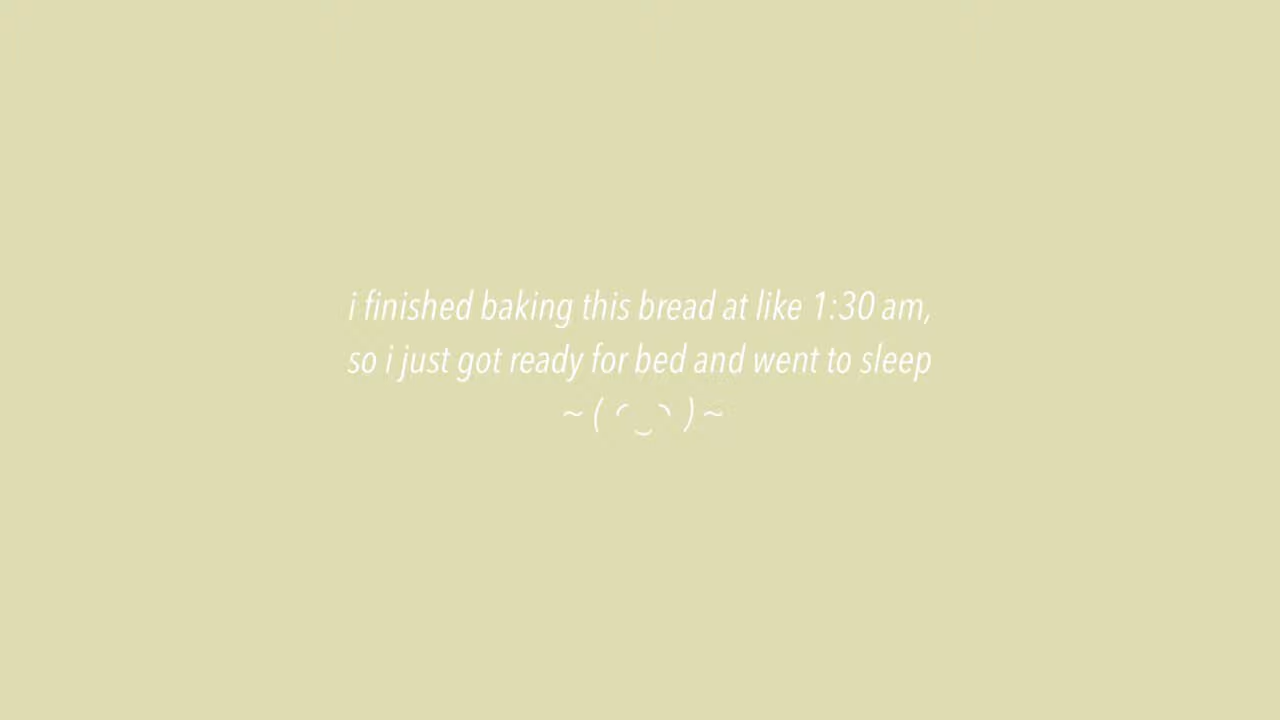 i finished baking this bread at like 1:30 am,
so i just got ready for bed and went to sleep
~ ( ◜ ‿ ◝ ) ~